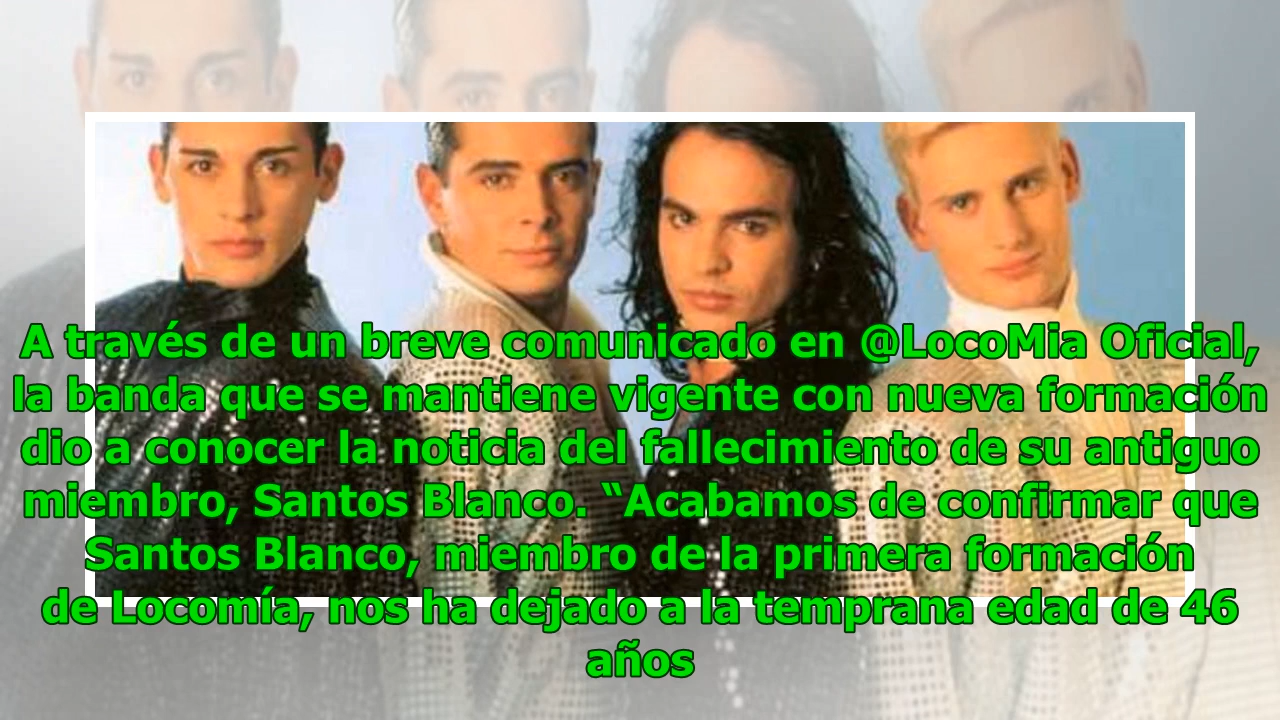 A través de un breve comunicado en @LocoMia Oficial,
la banda que se mantiene vigente con nueva formación
dio a conocer la noticia del fallecimiento de su antiguo
miembro, Santos Blanco. “Acabamos de confirmar que
Santos Blanco, miembro de la primera formación
de Locomía, nos ha dejado a la temprana edad de 46
años